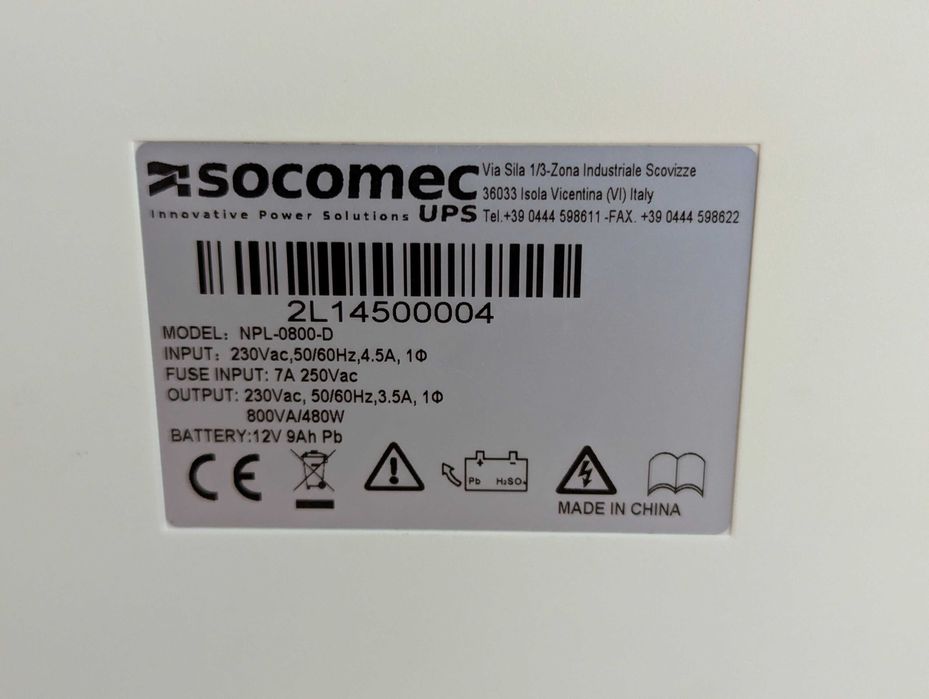 socomec
Innovative Power Solutions UPS
Via Sila 1/3-Zona Industriale Scovizze
36033 Isola Vicentina (VI) Italy
Tel.+39 0444 598611 -FAX. +39 0444 598622
2L14500004
MODEL: NPL-0800-D
INPUT: 230Vac,50/60Hz,4.5A, 1Φ
FUSE INPUT: 7A 250Vac
OUTPUT: 230Vac, 50/60Hz,3.5A, 1Φ
800VA/480W
BATTERY:12V 9Ah Pb
CE
Pb H₂SO₄
MADE IN CHINA